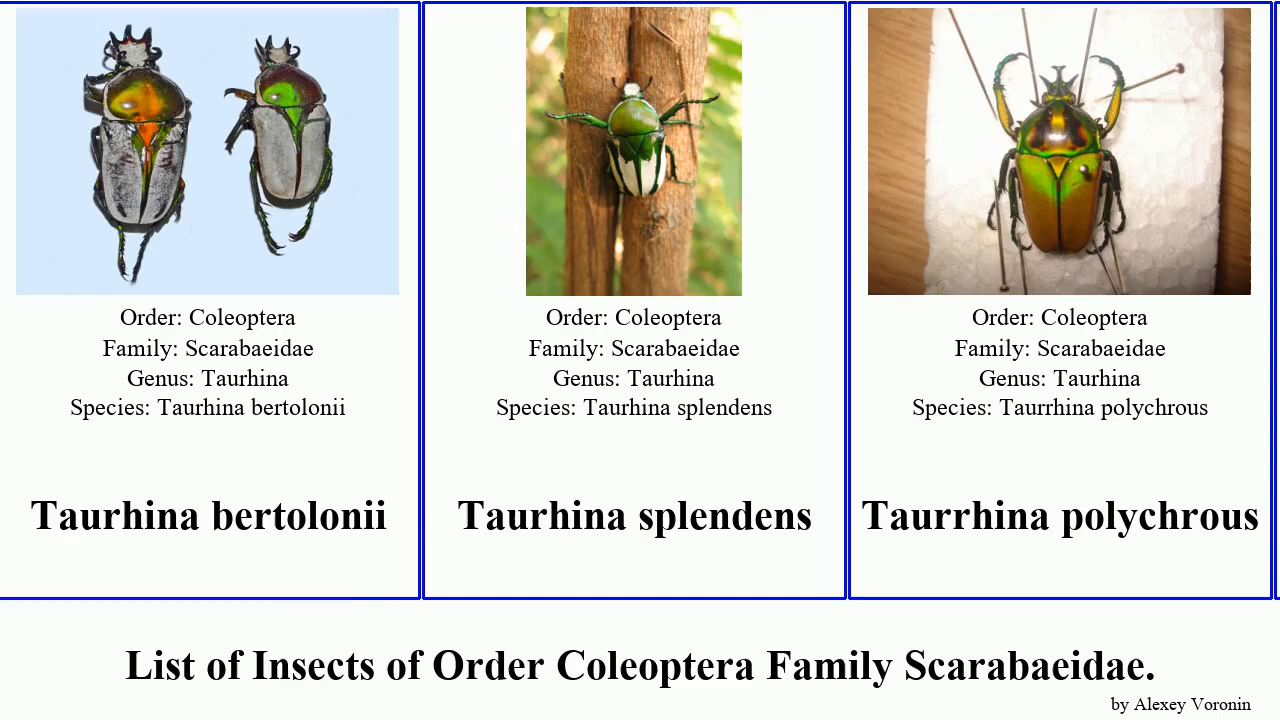 Order: Coleoptera
Family: Scarabaeidae
Genus: Taurhina
Species: Taurhina bertolonii
Taurhina bertolonii
Order: Coleoptera
Family: Scarabaeidae
Genus: Taurhina
Species: Taurhina splendens
Taurhina splendens
Order: Coleoptera
Family: Scarabaeidae
Genus: Taurhina
Species: Taurrhina polychrous
Taurrhina polychrous
List of Insects of Order Coleoptera Family Scarabaeidae.
by Alexey Voronin